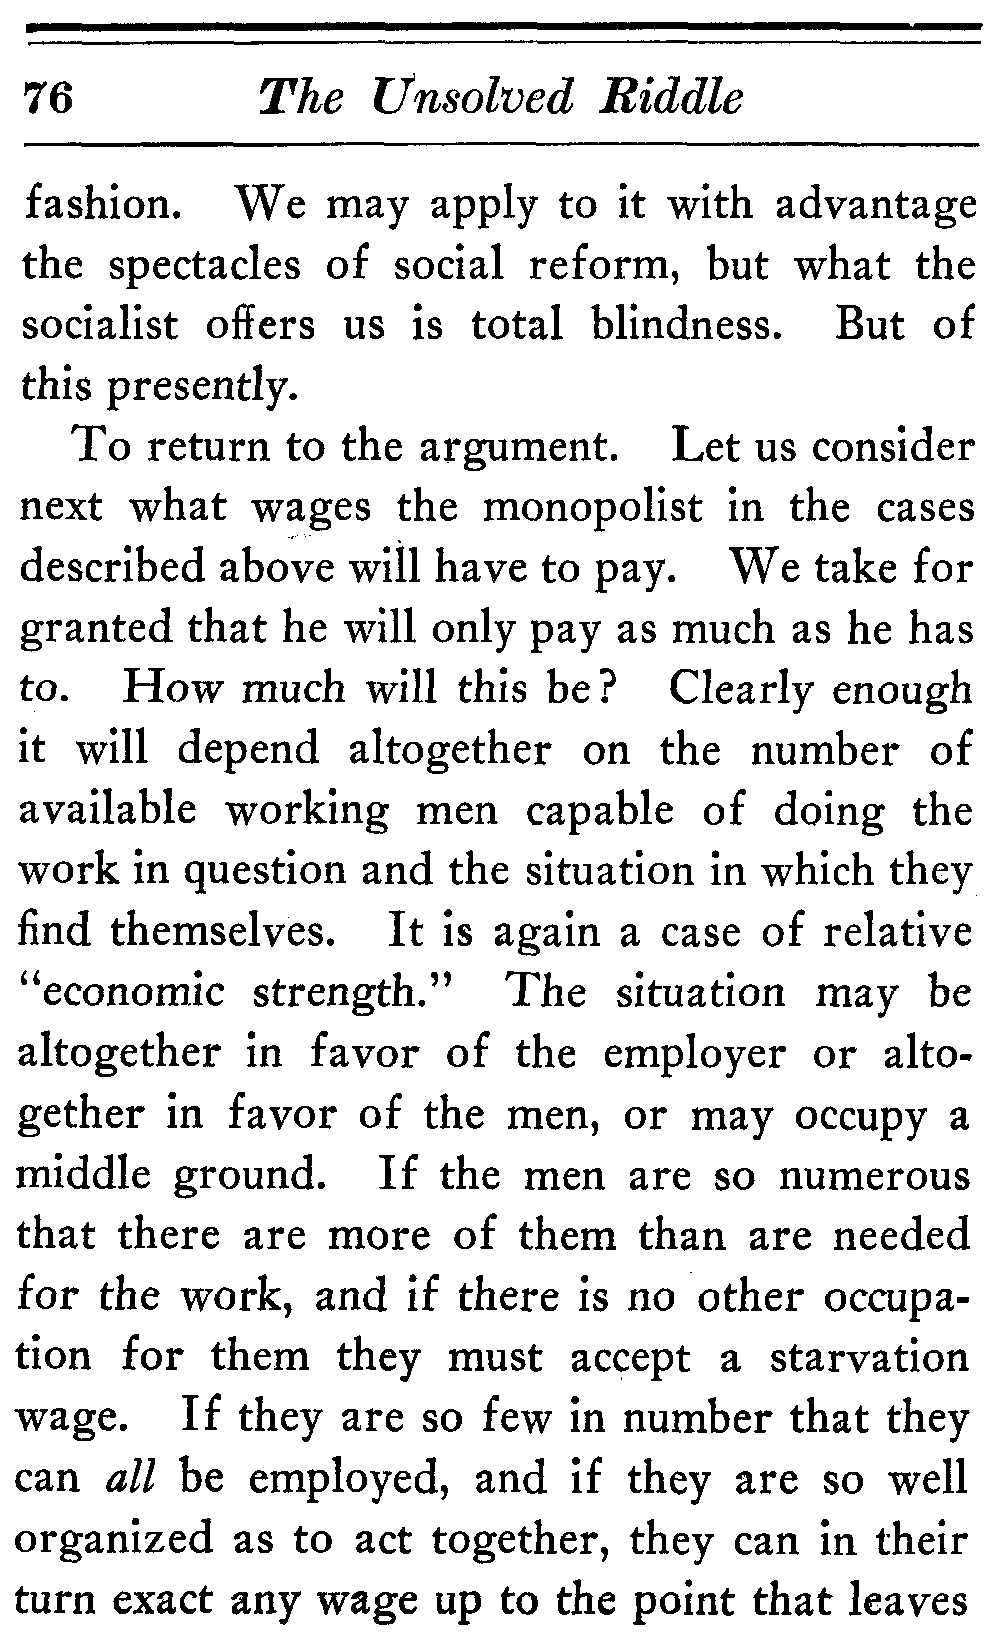 76 The Unsolved Riddle
fashion. We may apply to it with advantage
the spectacles of social reform, but what the
socialist offers us is total blindness. But of
this presently.
To return to the argument. Let us consider
next what wages the monopolist in the cases
described above will have to pay. We take for
granted that he will only pay as much as he has
to. How much will this be? Clearly enough
it will depend altogether on the number of
available working men capable of doing the
work in question and the situation in which they
find themselves. It is again a case of relative
“economic strength.” The situation may be
altogether in favor of the employer or alto-
gether in favor of the men, or may occupy a
middle ground. If the men are so numerous
that there are more of them than are needed
for the work, and if there is no other occupa-
tion for them they must accept a starvation
wage. If they are so few in number that they
can all be employed, and if they are so well
organized as to act together, they can in their
turn exact any wage up to the point that leaves